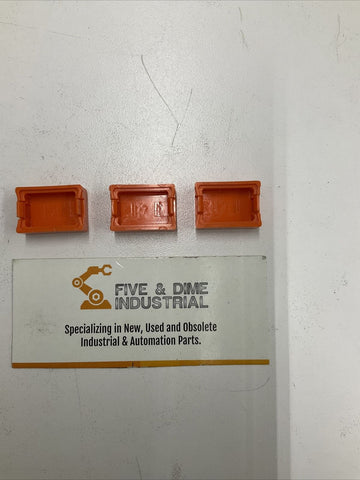 FIVE & DIME
INDUSTRIAL
Specializing in New, Used and Obsolete
Industrial & Automation Parts.